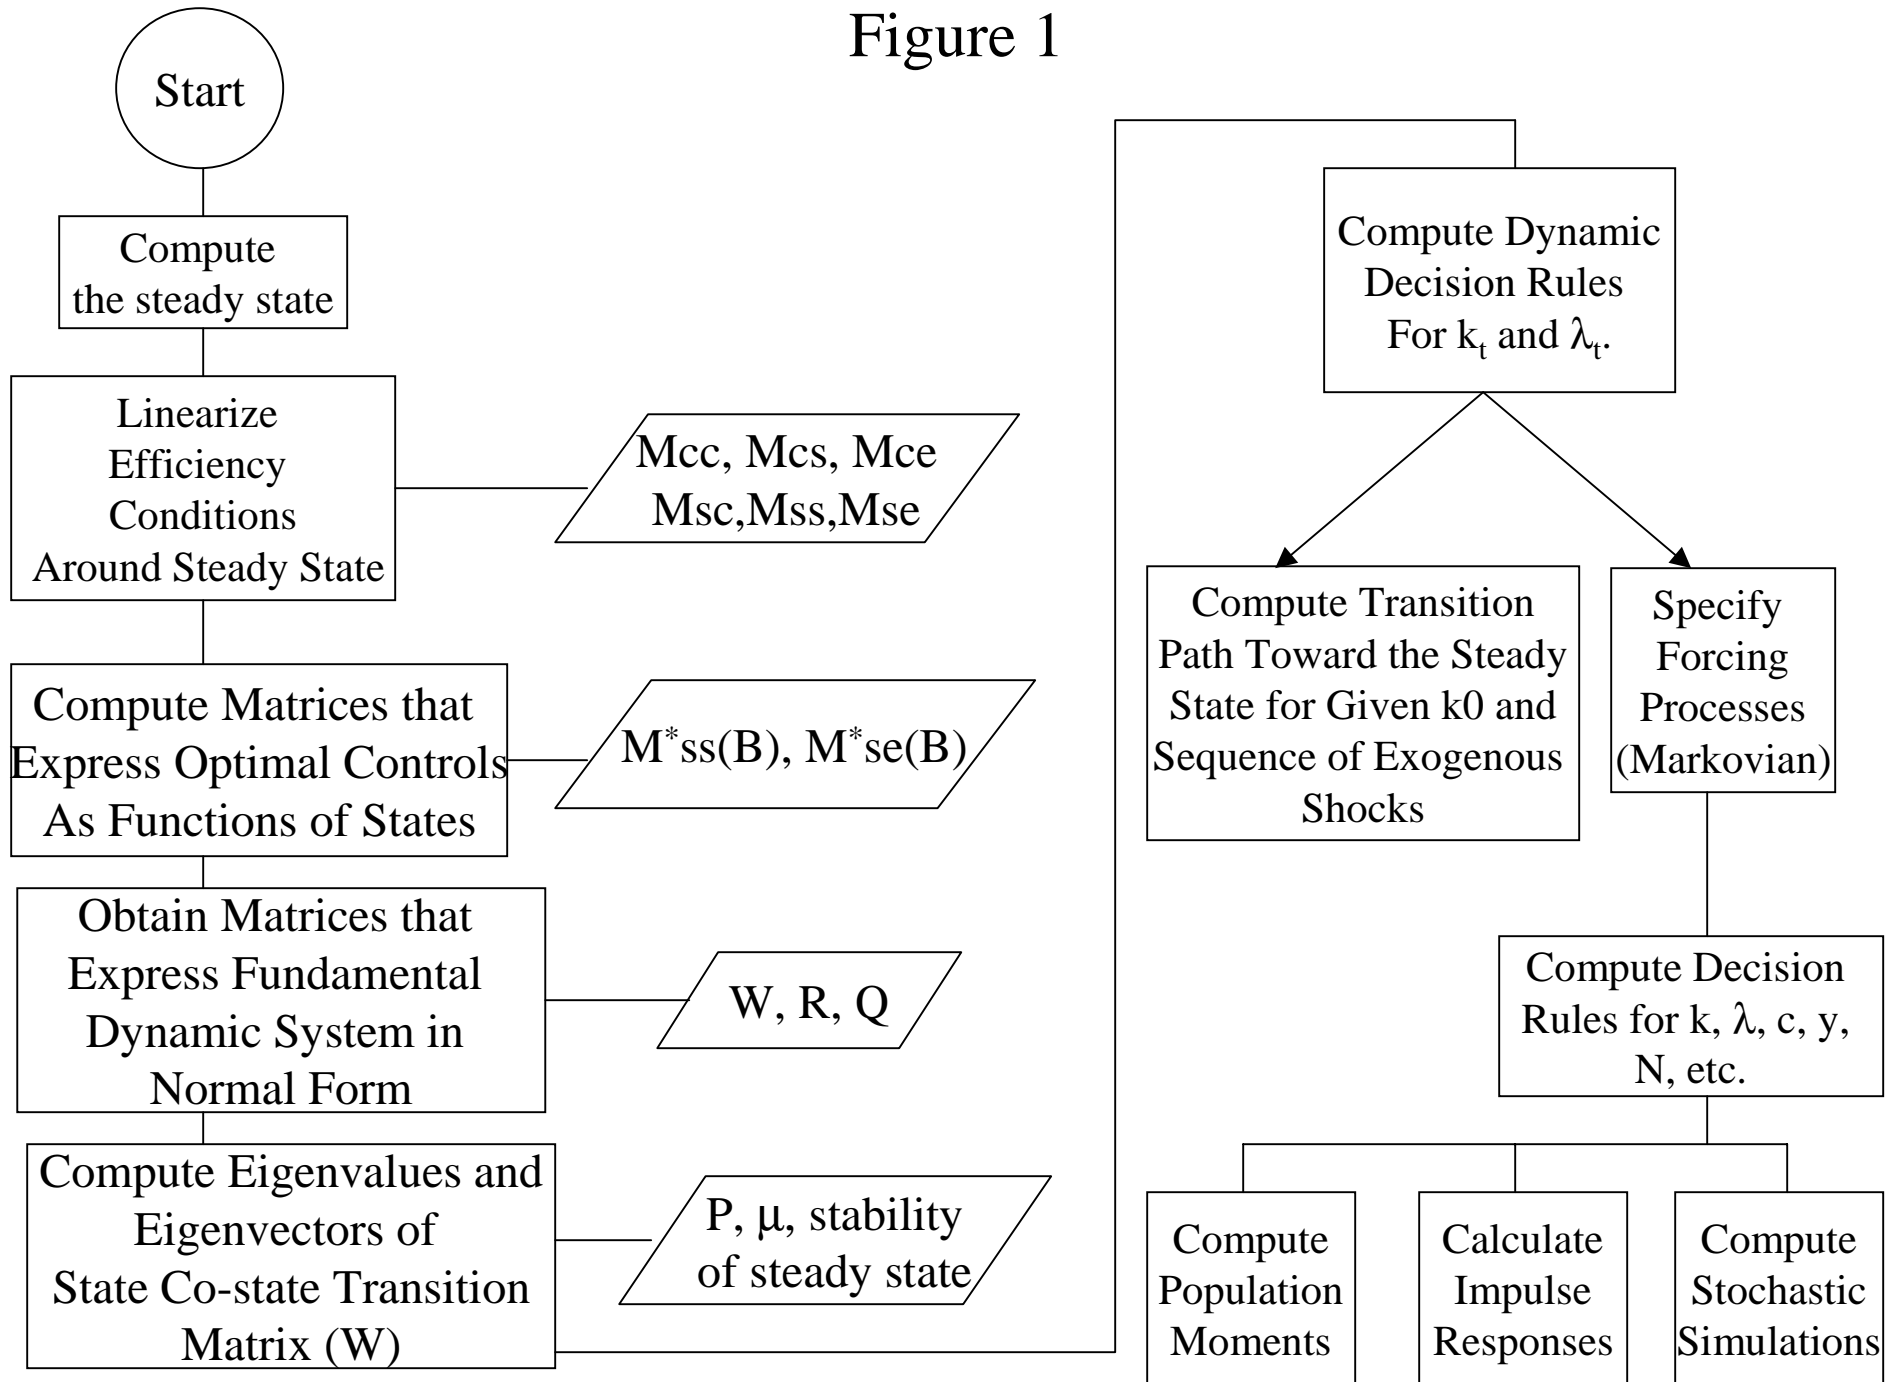 Figure 1
Start
Compute
the steady state
Linearize
Efficiency
Conditions
Around Steady State
Mcc, Mcs, Mce
Msc,Mss,Mse
Compute Matrices that
Express Optimal Controls
As Functions of States
M*ss(B), M*se(B)
Obtain Matrices that
Express Fundamental
Dynamic System in
Normal Form
W, R, Q
Compute Eigenvalues and
Eigenvectors of
State Co-state Transition
Matrix (W)
P, μ, stability
of steady state
Compute Dynamic
Decision Rules
For kₜ and λₜ.
Compute Transition
Path Toward the Steady
State for Given k0 and
Sequence of Exogenous
Shocks
Specify
Forcing
Processes
(Markovian)
Compute Decision
Rules for k, λ, c, y,
N, etc.
Compute
Population
Moments
Calculate
Impulse
Responses
Compute
Stochastic
Simulations